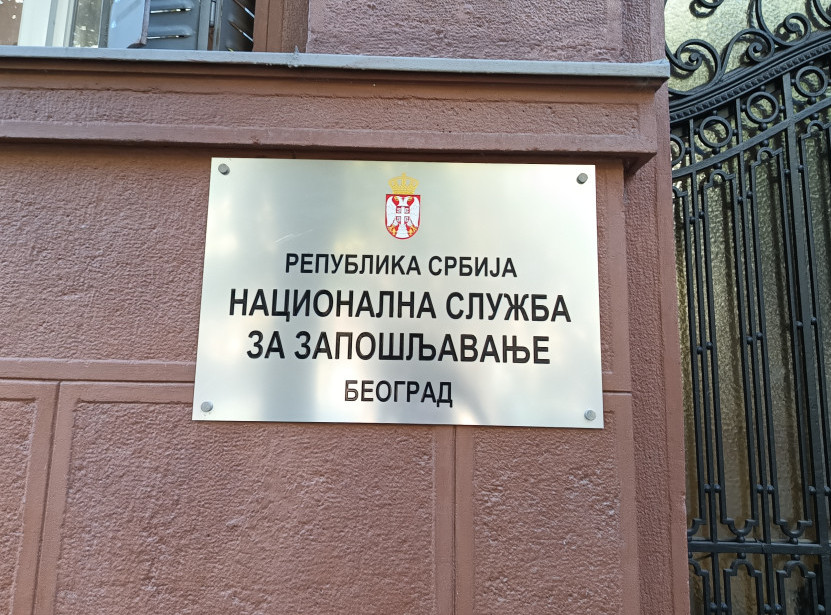 РЕПУБЛИКА СРБИЈА
НАЦИОНАЛНА СЛУЖБА
ЗА ЗАПОШЉАВАЊЕ
БЕОГРАД